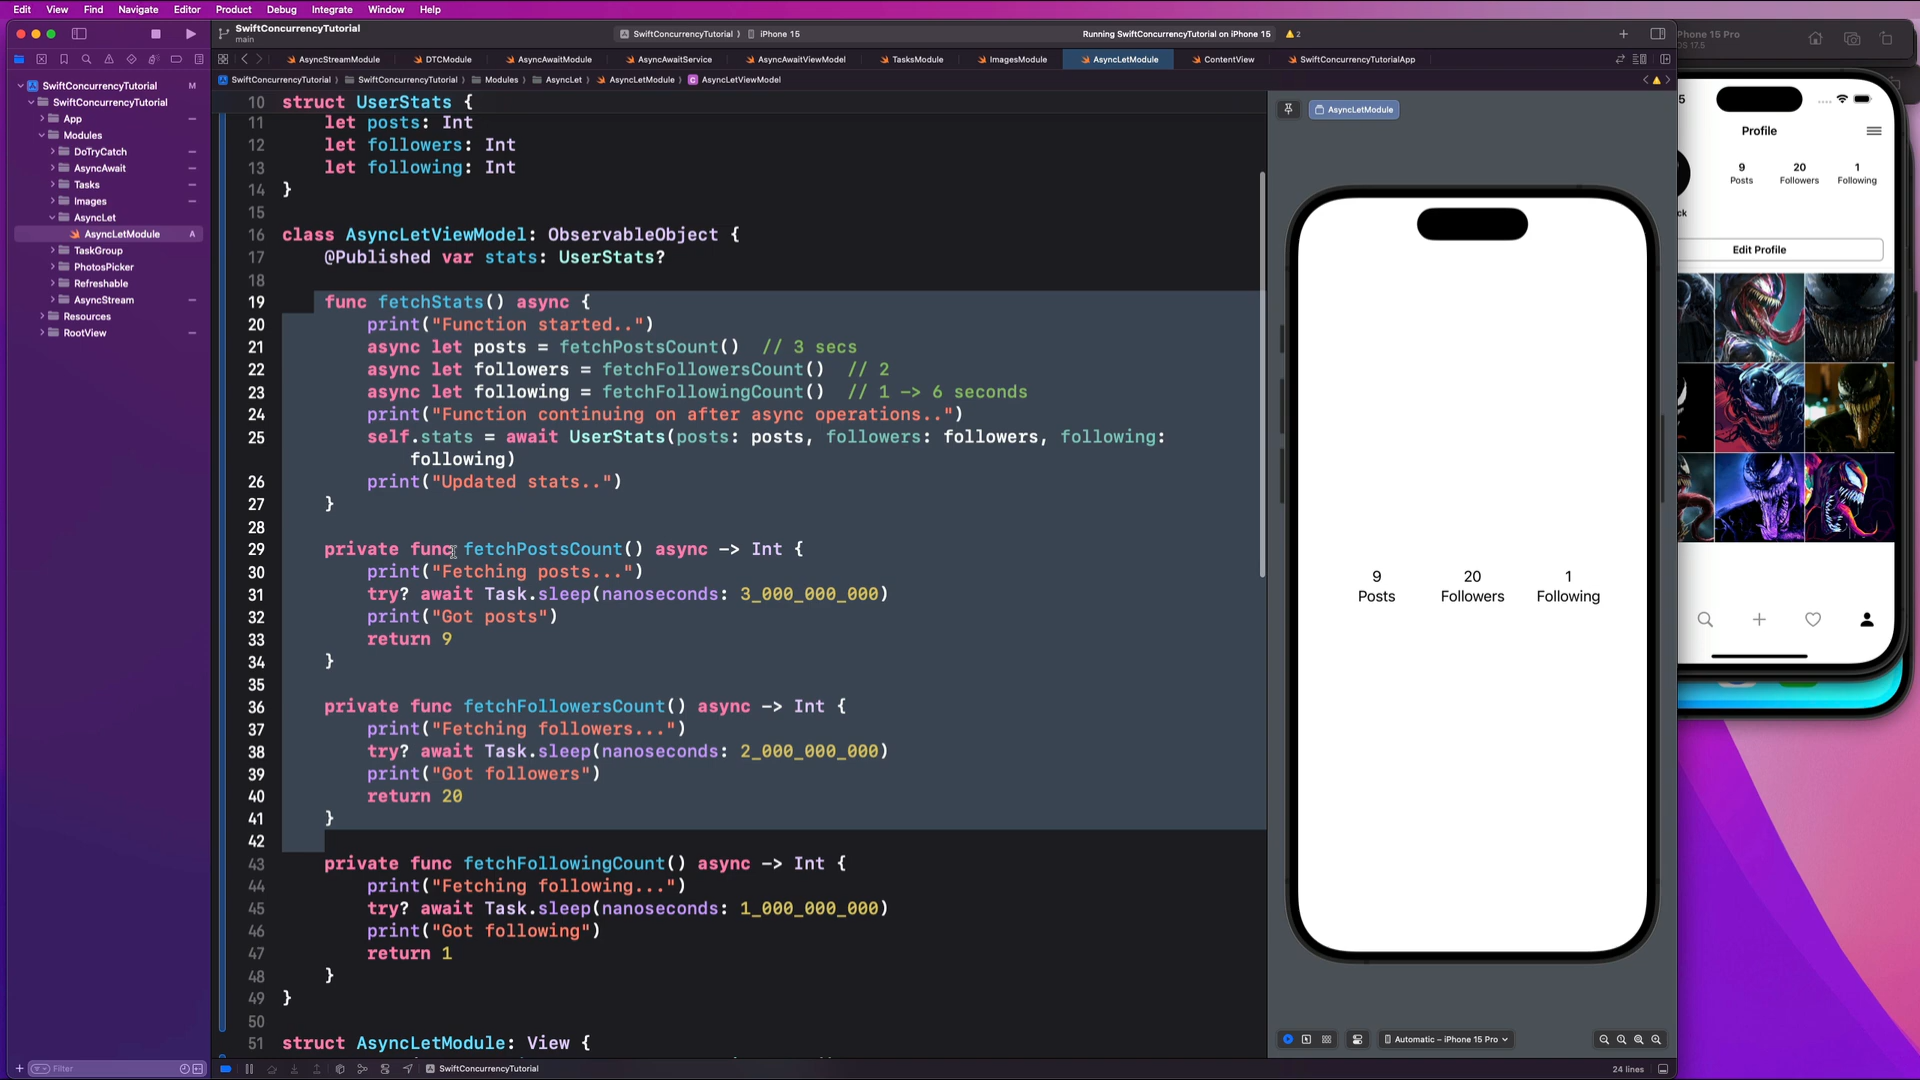 Edit View Find Navigate Editor Product Debug Integrate Window Help
SwiftConcurrencyTutorial
main
SwiftConcurrencyTutorial ⟩ iPhone 15
Running SwiftConcurrencyTutorial on iPhone 15
2
AsyncStreamModule DTCModule AsyncAwaitModule AsyncAwaitService AsyncAwaitViewModel TasksModule ImagesModule AsyncLetModule ContentView SwiftConcurrencyTutorialApp
SwiftConcurrencyTutorial ⟩ SwiftConcurrencyTutorial ⟩ Modules ⟩ AsyncLet ⟩ AsyncLetModule ⟩ C AsyncLetViewModel
SwiftConcurrencyTutorial M
SwiftConcurrencyTutorial
App
Modules
DoTryCatch
AsyncAwait
Tasks
Images
AsyncLet
AsyncLetModule A
TaskGroup
PhotosPicker
Refreshable
AsyncStream
Resources
RootView
Filter
10 struct UserStats {
11 let posts: Int
12 let followers: Int
13 let following: Int
14 }
15
16 class AsyncLetViewModel: ObservableObject {
17 @Published var stats: UserStats?
18
19 func fetchStats() async {
20 print("Function started..")
21 async let posts = fetchPostsCount() // 3 secs
22 async let followers = fetchFollowersCount() // 2
23 async let following = fetchFollowingCount() // 1 -> 6 seconds
24 print("Function continuing on after async operations..")
25 self.stats = await UserStats(posts: posts, followers: followers, following:
following)
26 print("Updated stats..")
27 }
28
29 private func fetchPostsCount() async -> Int {
30 print("Fetching posts...")
31 try? await Task.sleep(nanoseconds: 3_000_000_000)
32 print("Got posts")
33 return 9
34 }
35
36 private func fetchFollowersCount() async -> Int {
37 print("Fetching followers...")
38 try? await Task.sleep(nanoseconds: 2_000_000_000)
39 print("Got followers")
40 return 20
41 }
42
43 private func fetchFollowingCount() async -> Int {
44 print("Fetching following...")
45 try? await Task.sleep(nanoseconds: 1_000_000_000)
46 print("Got following")
47 return 1
48 }
49 }
50
51 struct AsyncLetModule: View {
SwiftConcurrencyTutorial
24 lines
AsyncLetModule
9 20 1
Posts Followers Following
Automatic – iPhone 15 Pro
Phone 15 Pro
OS 17.5
5
Profile
9 20 1
Posts Followers Following
ck
Edit Profile